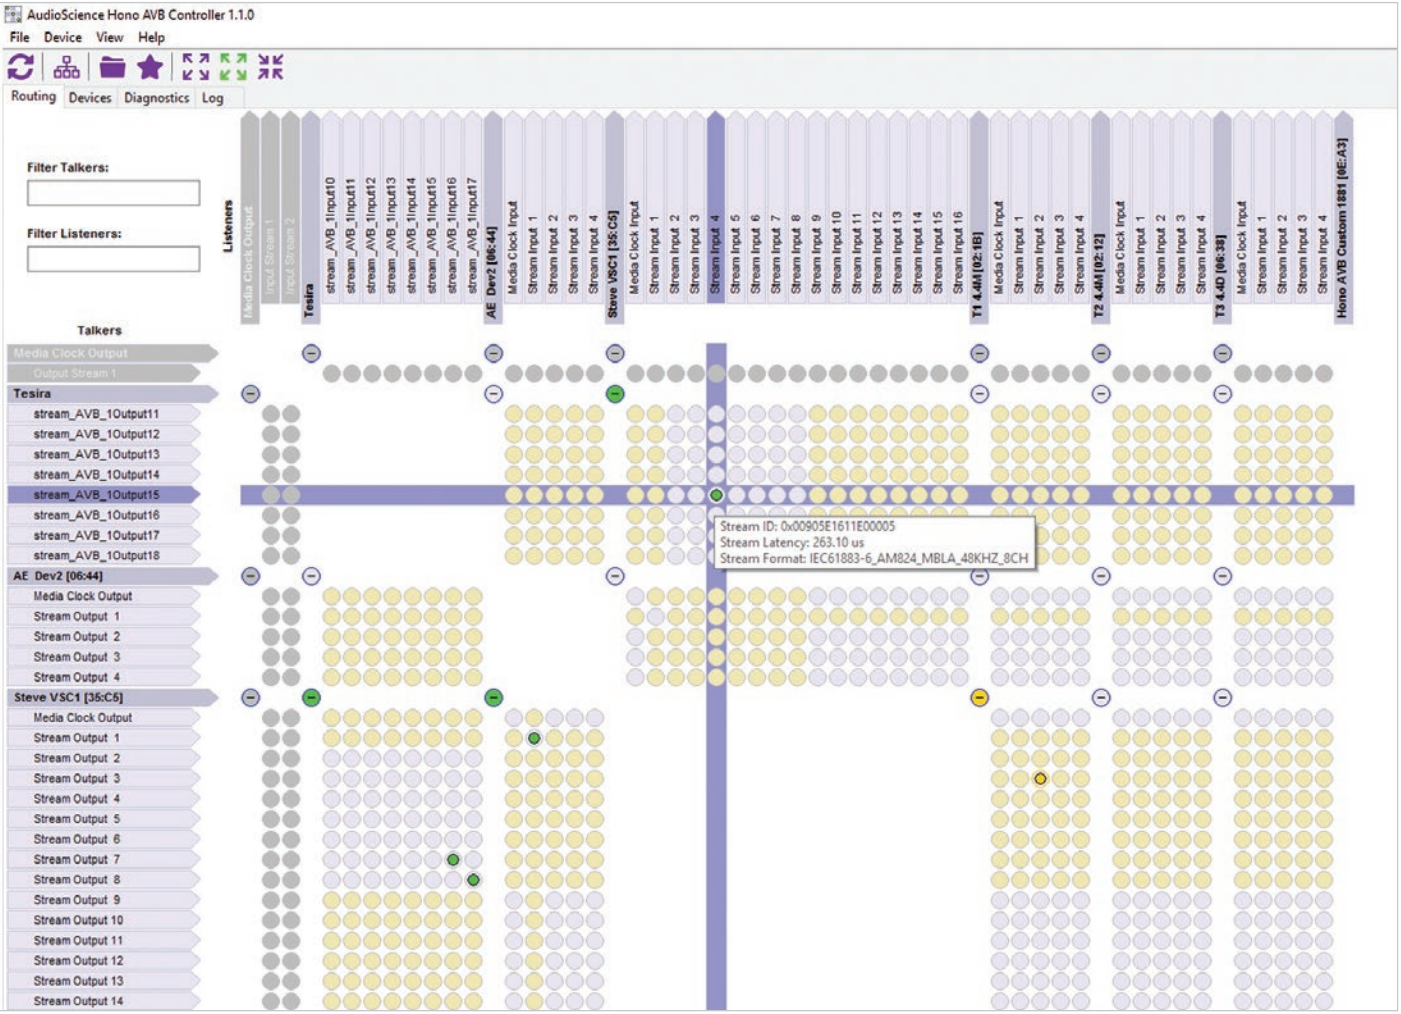 AudioScience Hono AVB Controller 1.1.0
File Device View Help
Routing Devices Diagnostics Log
Filter Talkers:
Filter Listeners:
Listeners
Media Clock Output
Input Stream 1
Input Stream 2
Tesira
stream_AVB_1Input10
stream_AVB_1Input11
stream_AVB_1Input12
stream_AVB_1Input13
stream_AVB_1Input14
stream_AVB_1Input15
stream_AVB_1Input16
stream_AVB_1Input17
AE Dev2 [06:44]
Media Clock Input
Stream Input 1
Stream Input 2
Stream Input 3
Stream Input 4
Steve VSC1 [35:C5]
Media Clock Input
Stream Input 1
Stream Input 2
Stream Input 3
Stream Input 4
Stream Input 5
Stream Input 6
Stream Input 7
Stream Input 8
Stream Input 9
Stream Input 10
Stream Input 11
Stream Input 12
Stream Input 13
Stream Input 14
Stream Input 15
Stream Input 16
T1 4.4M [02:1B]
Media Clock Input
Stream Input 1
Stream Input 2
Stream Input 3
Stream Input 4
T2 4.4M [02:12]
Media Clock Input
Stream Input 1
Stream Input 2
Stream Input 3
Stream Input 4
T3 4.4D [06:38]
Media Clock Input
Stream Input 1
Stream Input 2
Stream Input 3
Stream Input 4
Hono AVB Custom 1881 [0E:A3]
Talkers
Media Clock Output
Output Stream 1
Tesira
stream_AVB_1Output11
stream_AVB_1Output12
stream_AVB_1Output13
stream_AVB_1Output14
stream_AVB_1Output15
stream_AVB_1Output16
stream_AVB_1Output17
stream_AVB_1Output18
Stream ID: 0x00905E1611E00005
Stream Latency: 263.10 us
Stream Format: IEC61883-6_AM824_MBLA_48KHZ_8CH
AE Dev2 [06:44]
Media Clock Output
Stream Output 1
Stream Output 2
Stream Output 3
Stream Output 4
Steve VSC1 [35:C5]
Media Clock Output
Stream Output 1
Stream Output 2
Stream Output 3
Stream Output 4
Stream Output 5
Stream Output 6
Stream Output 7
Stream Output 8
Stream Output 9
Stream Output 10
Stream Output 11
Stream Output 12
Stream Output 13
Stream Output 14